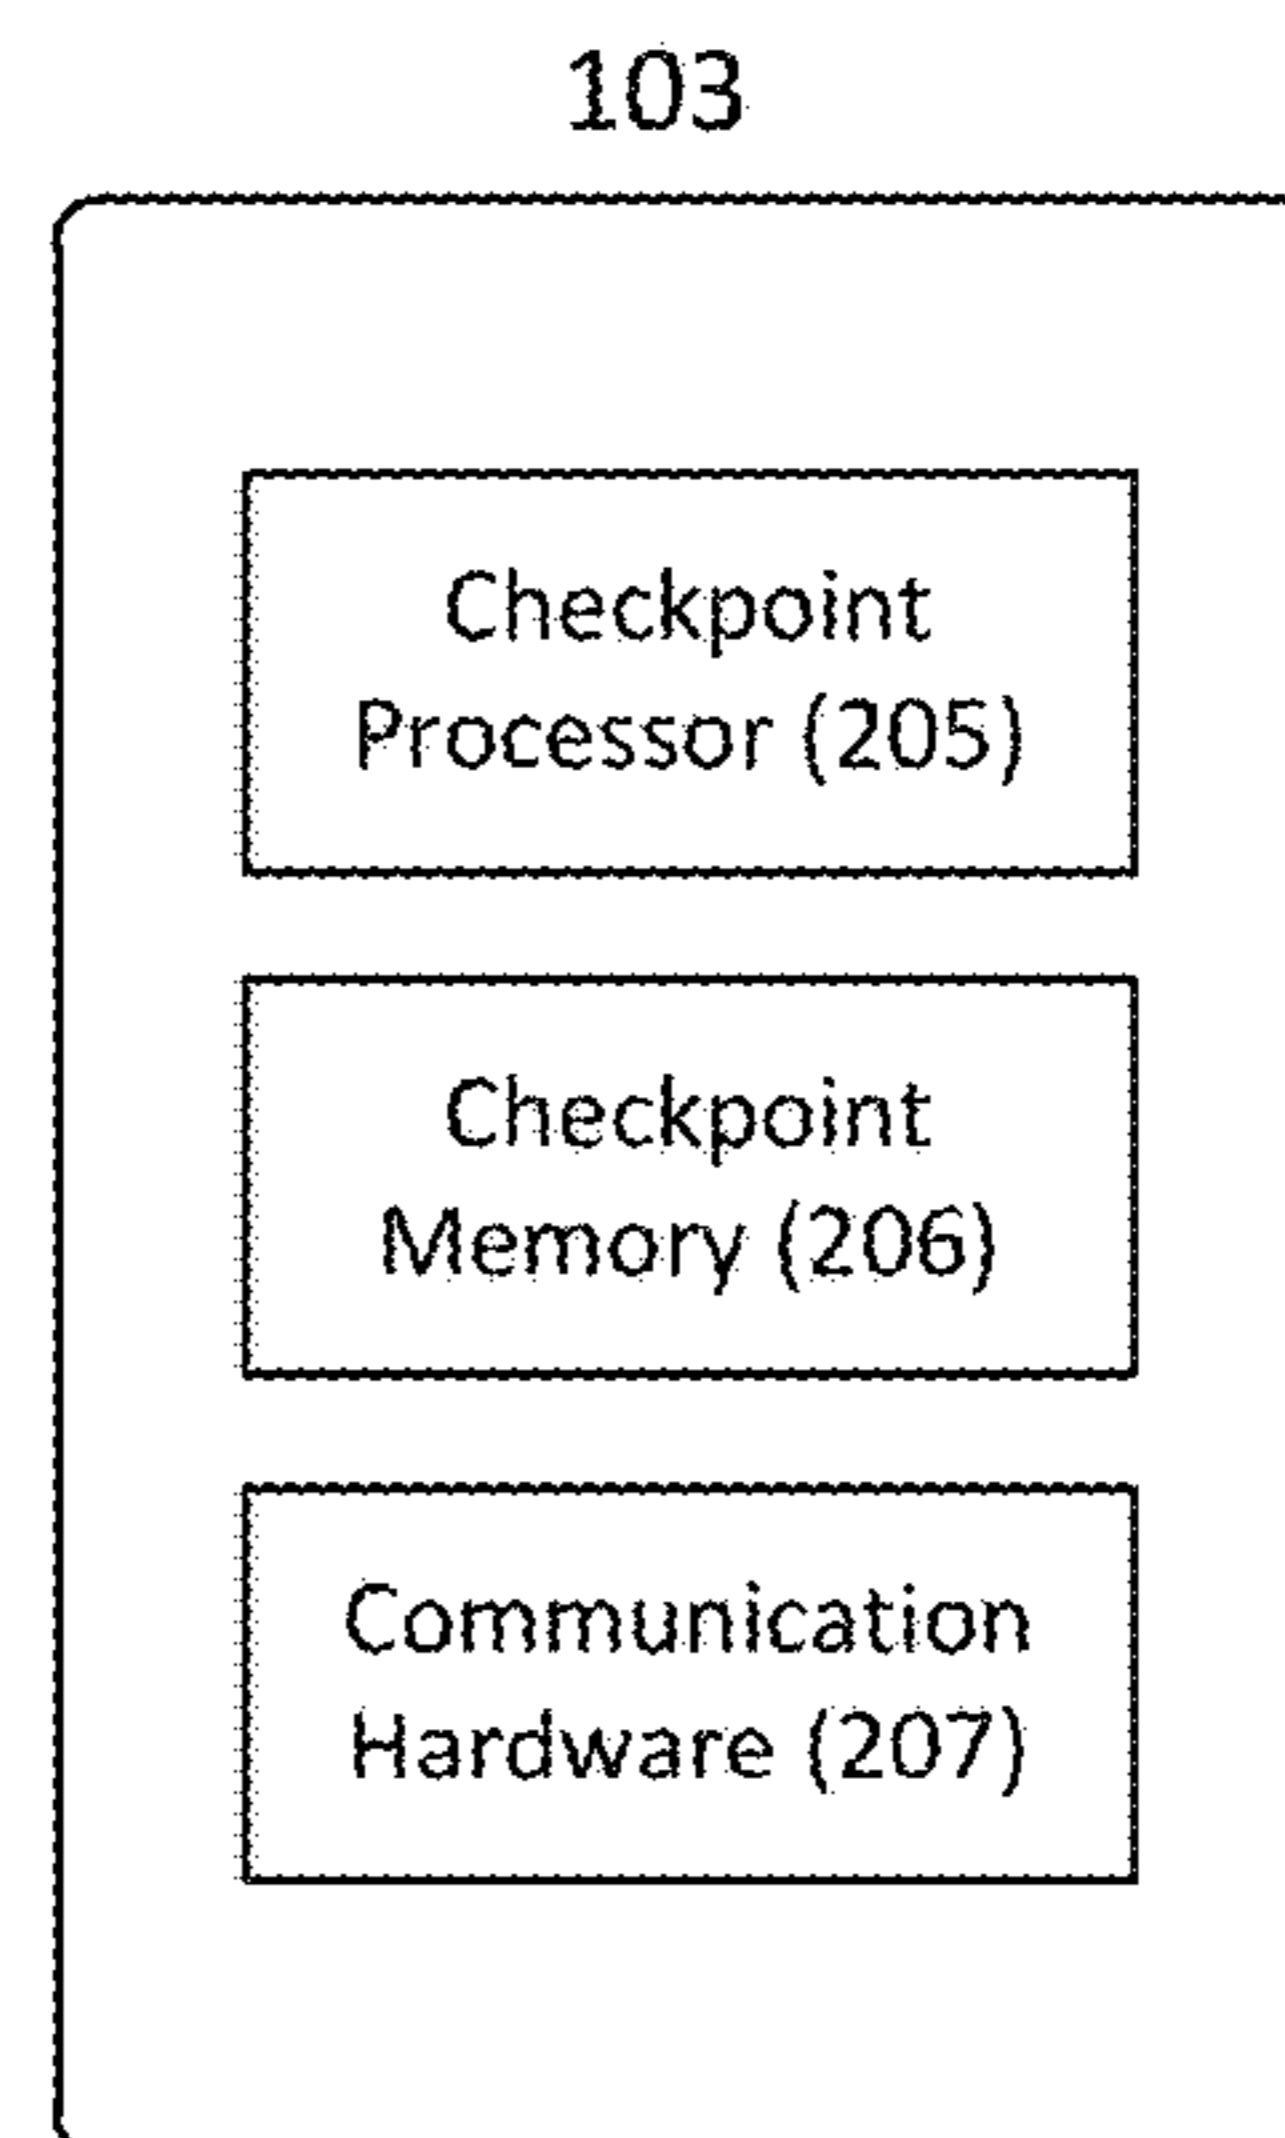 103
Checkpoint
Processor (205)
Checkpoint
Memory (206)
Communication
Hardware (207)